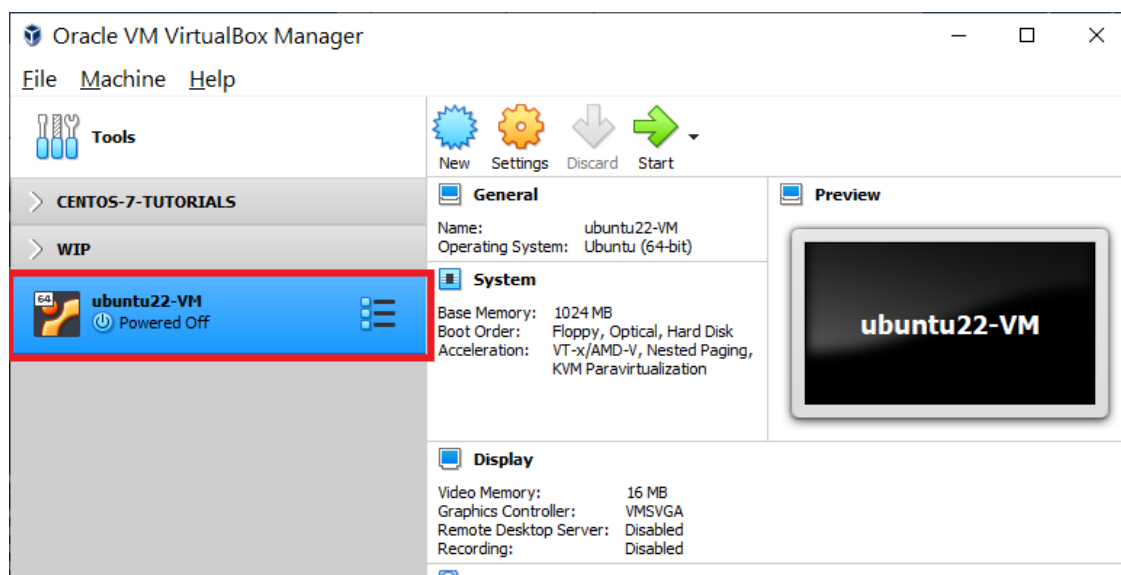 Oracle VM VirtualBox Manager
File Machine Help
Tools
New Settings Discard Start
CENTOS-7-TUTORIALS
WIP
64
ubuntu22-VM
Powered Off
General
Name: ubuntu22-VM
Operating System: Ubuntu (64-bit)
System
Base Memory: 1024 MB
Boot Order: Floppy, Optical, Hard Disk
Acceleration: VT-x/AMD-V, Nested Paging,
KVM Paravirtualization
Preview
ubuntu22-VM
Display
Video Memory: 16 MB
Graphics Controller: VMSVGA
Remote Desktop Server: Disabled
Recording: Disabled